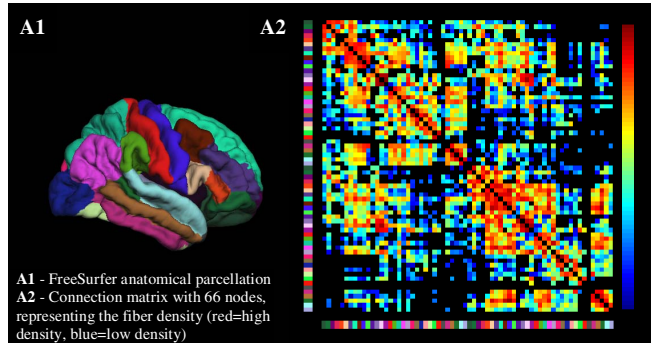 A1
A2
A1 - FreeSurfer anatomical parcellation
A2 - Connection matrix with 66 nodes,
representing the fiber density (red=high
density, blue=low density)